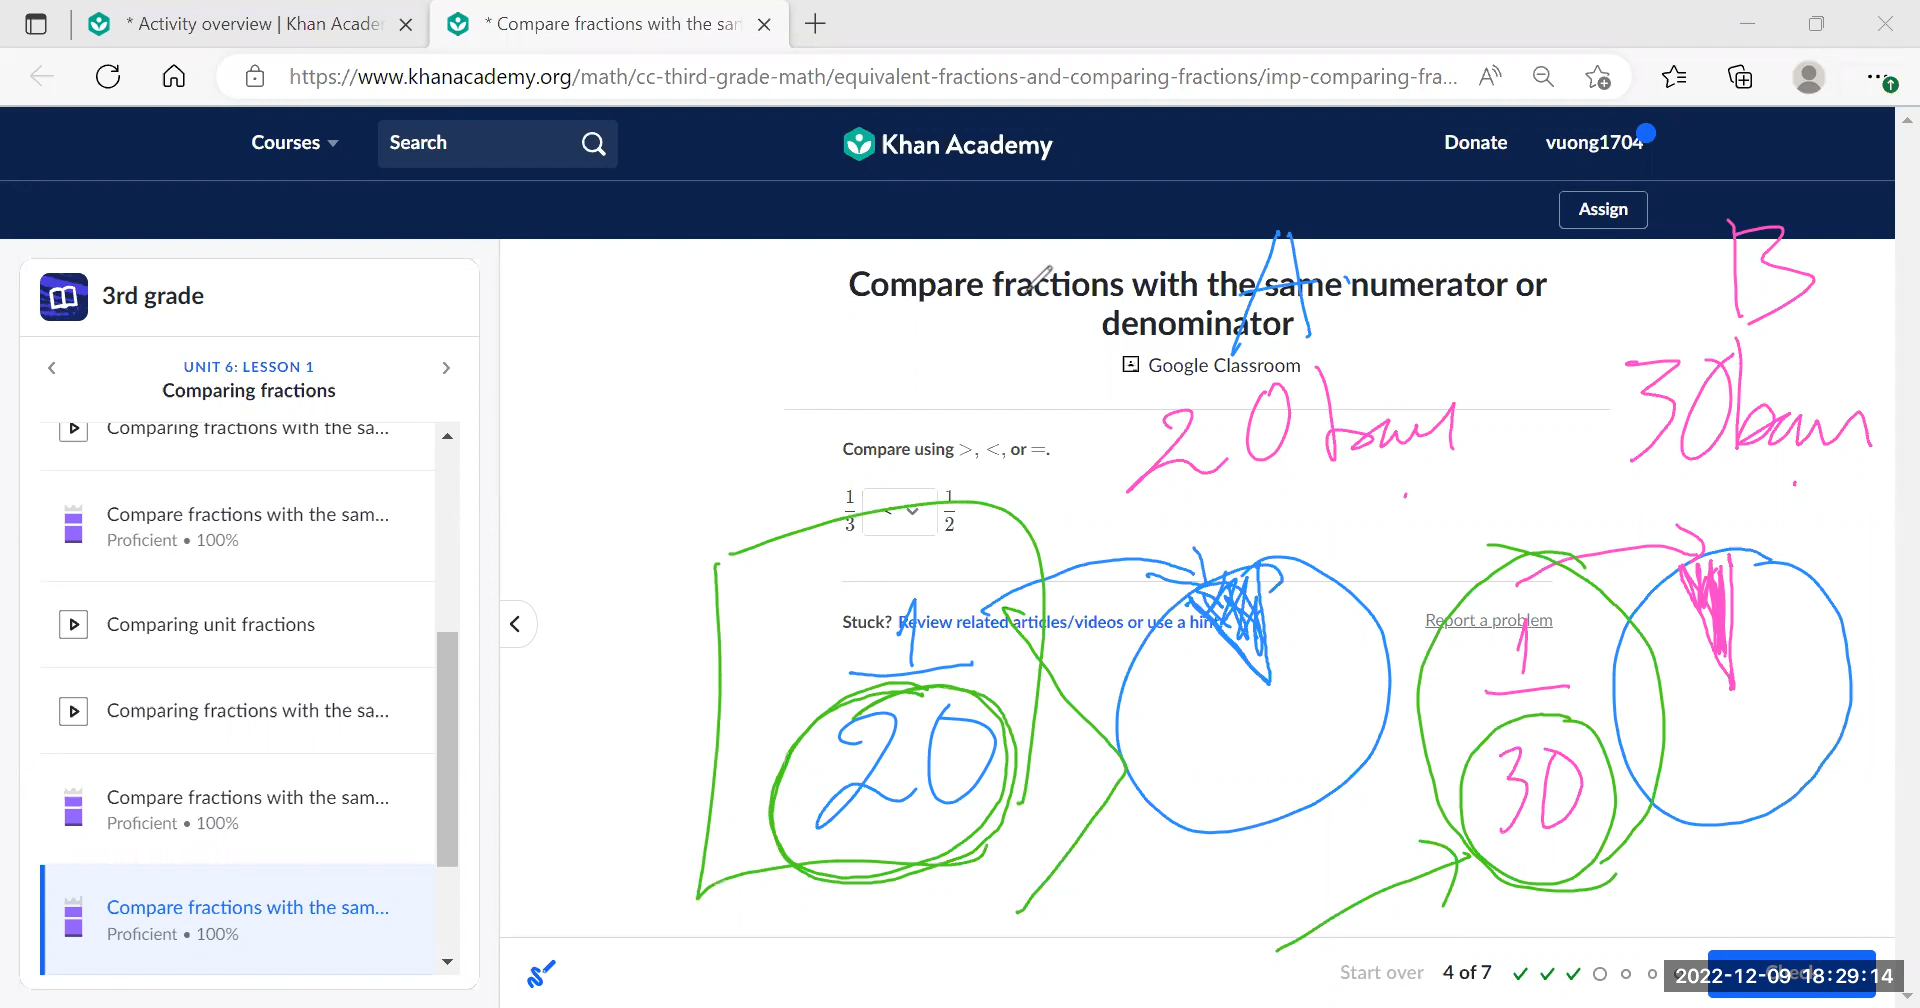 * Activity overview | Khan Acade
* Compare fractions with the sar
https://www.khanacademy.org/math/cc-third-grade-math/equivalent-fractions-and-comparing-fractions/imp-comparing-fra...
Courses
Search
Khan Academy
Donate
vuong1704
Assign
3rd grade
UNIT 6: LESSON 1
Comparing fractions
Comparing fractions with the sa...
Compare fractions with the sam...
Proficient • 100%
Comparing unit fractions
Comparing fractions with the sa...
Compare fractions with the sam...
Proficient • 100%
Compare fractions with the sam...
Proficient • 100%
Compare fractions with the same numerator or
denominator
Google Classroom
A
B
20
30 ban
Compare using >, <, or =.
1/3 < 1/2
Stuck? Review related articles/videos or use a hint.
Report a problem
1/20
1/30
Start over
4 of 7
2022-12-09 18:29:14